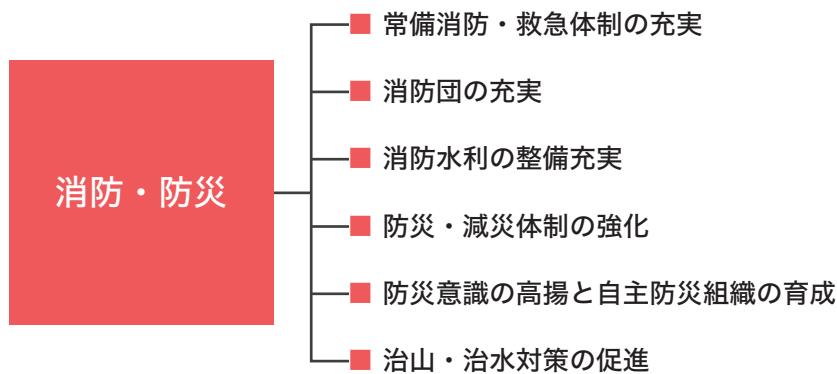 消防・防災
常備消防・救急体制の充実
消防団の充実
消防水利の整備充実
防災・減災体制の強化
防災意識の高揚と自主防災組織の育成
治山・治水対策の促進